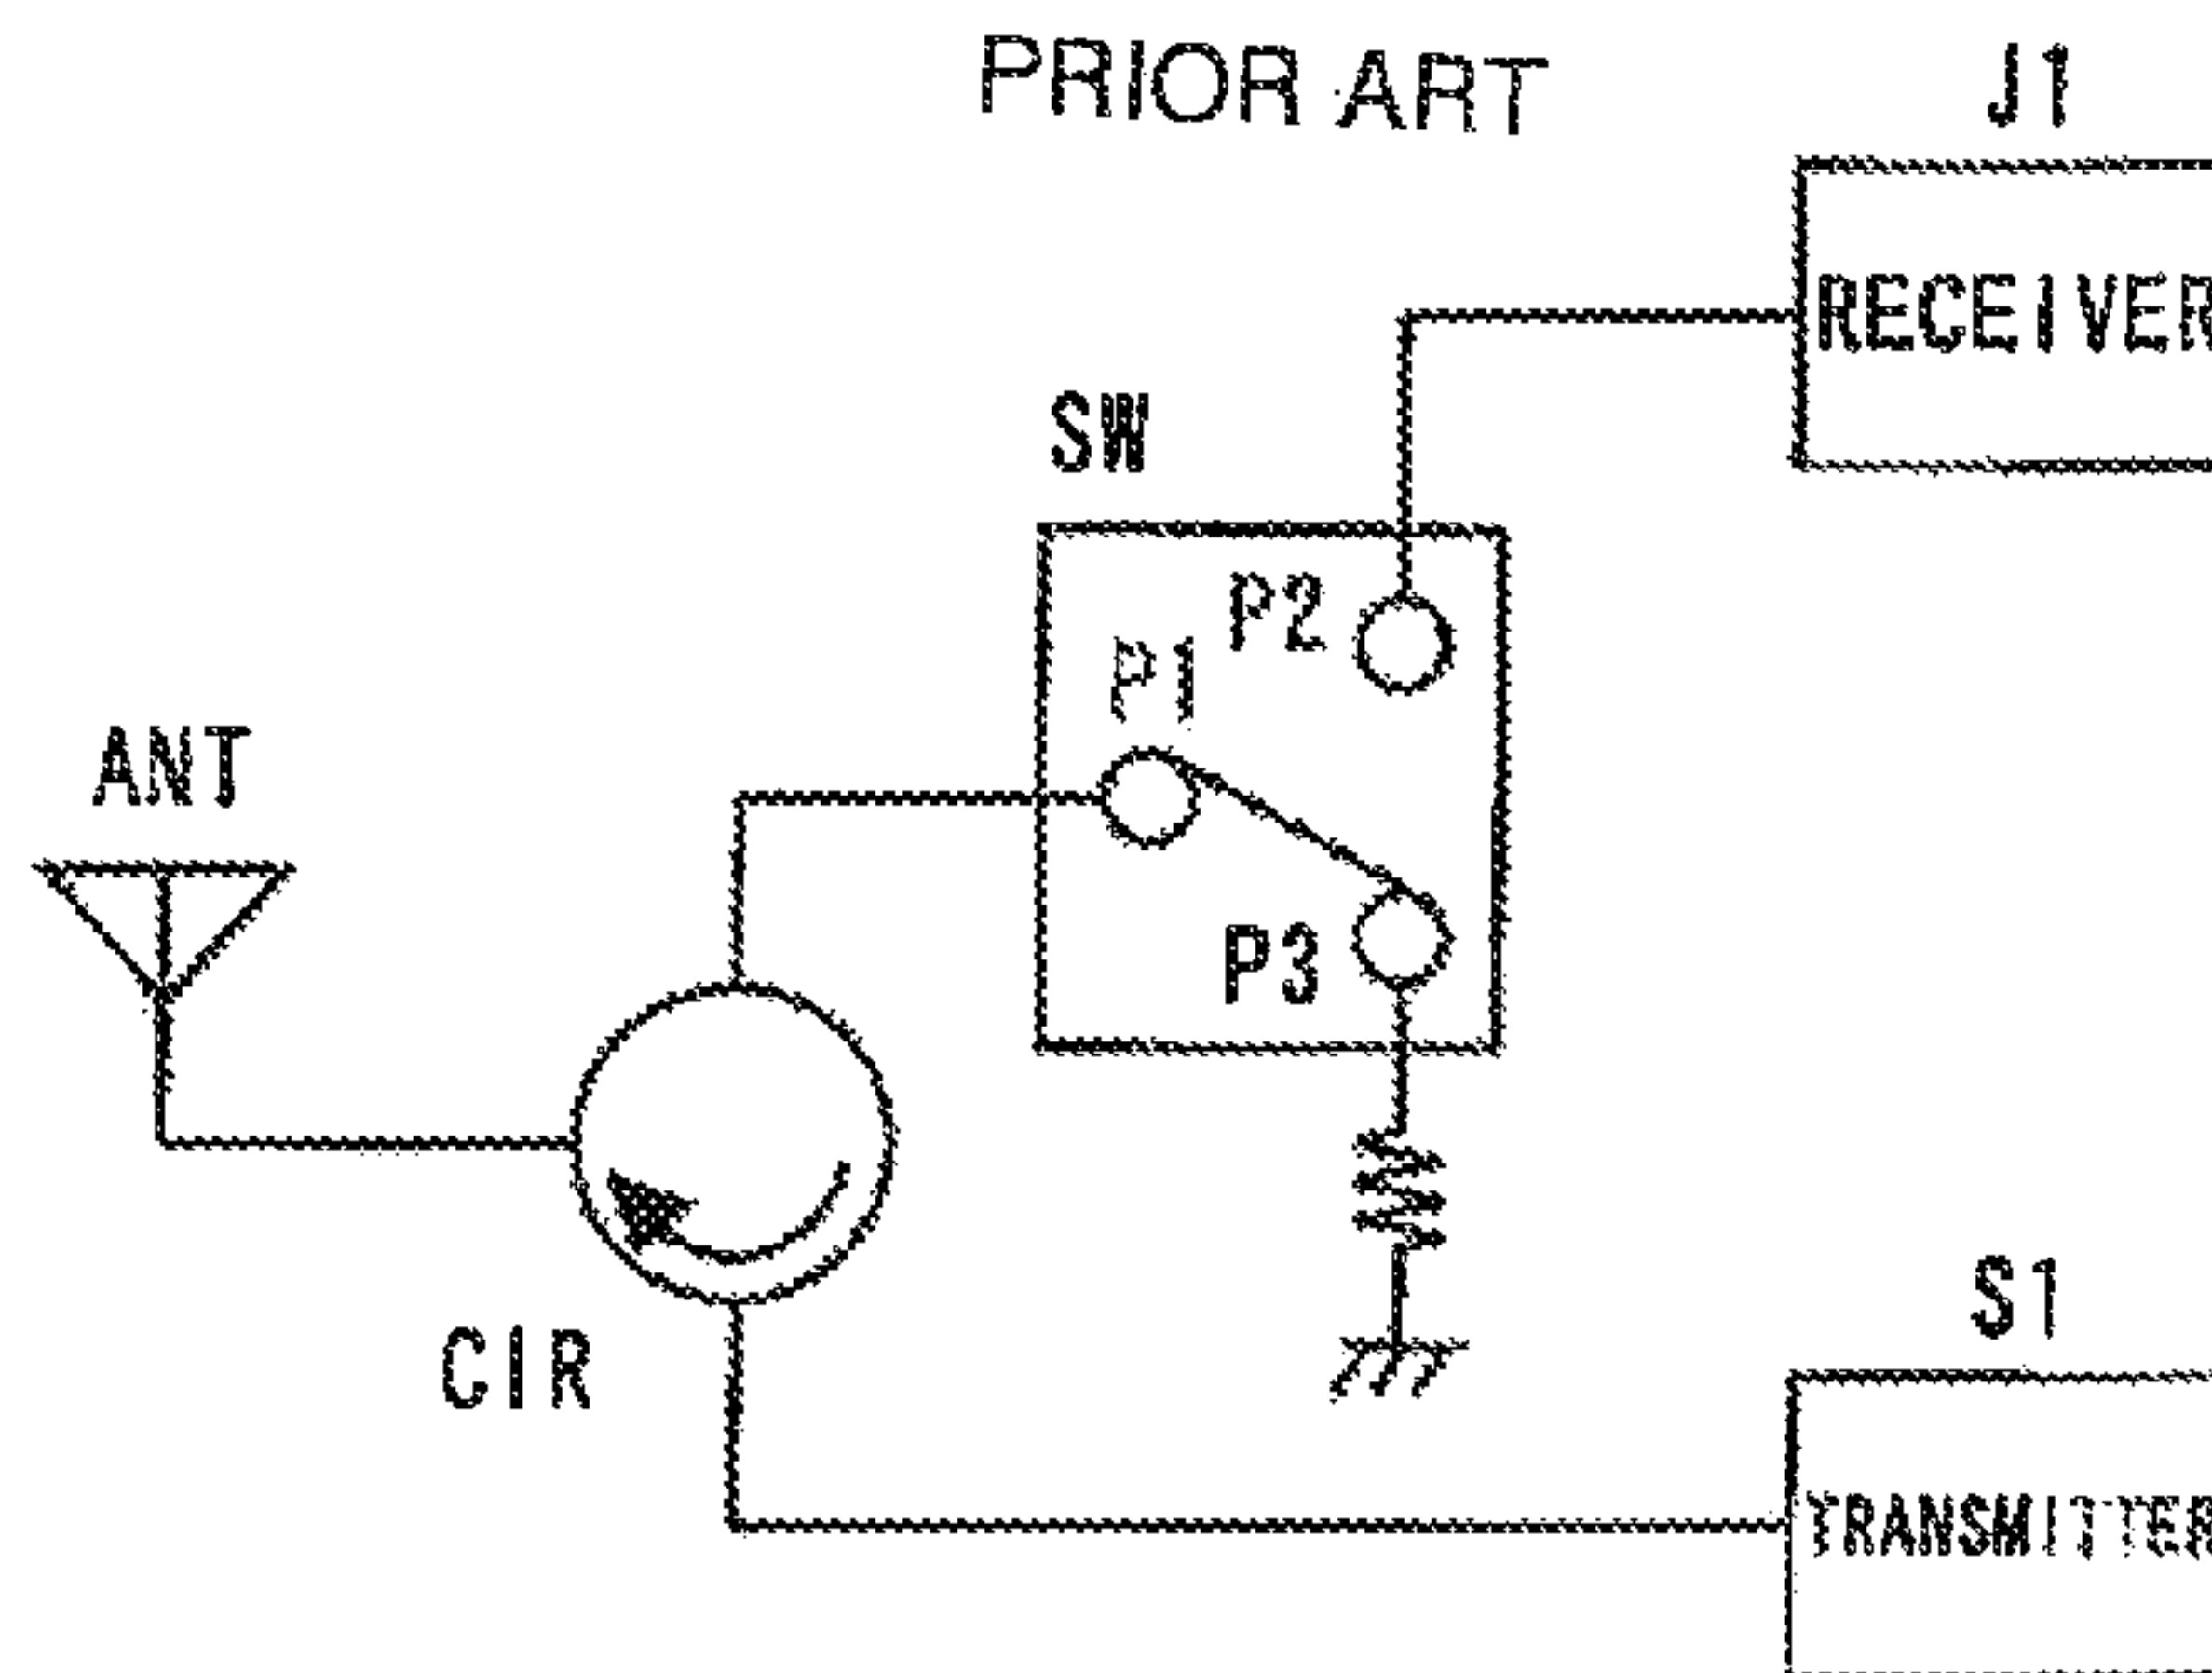 PRIOR ART
J1
RECEIVER
SW
P2
P1
ANT
P3
CIR
S1
TRANSMITTER